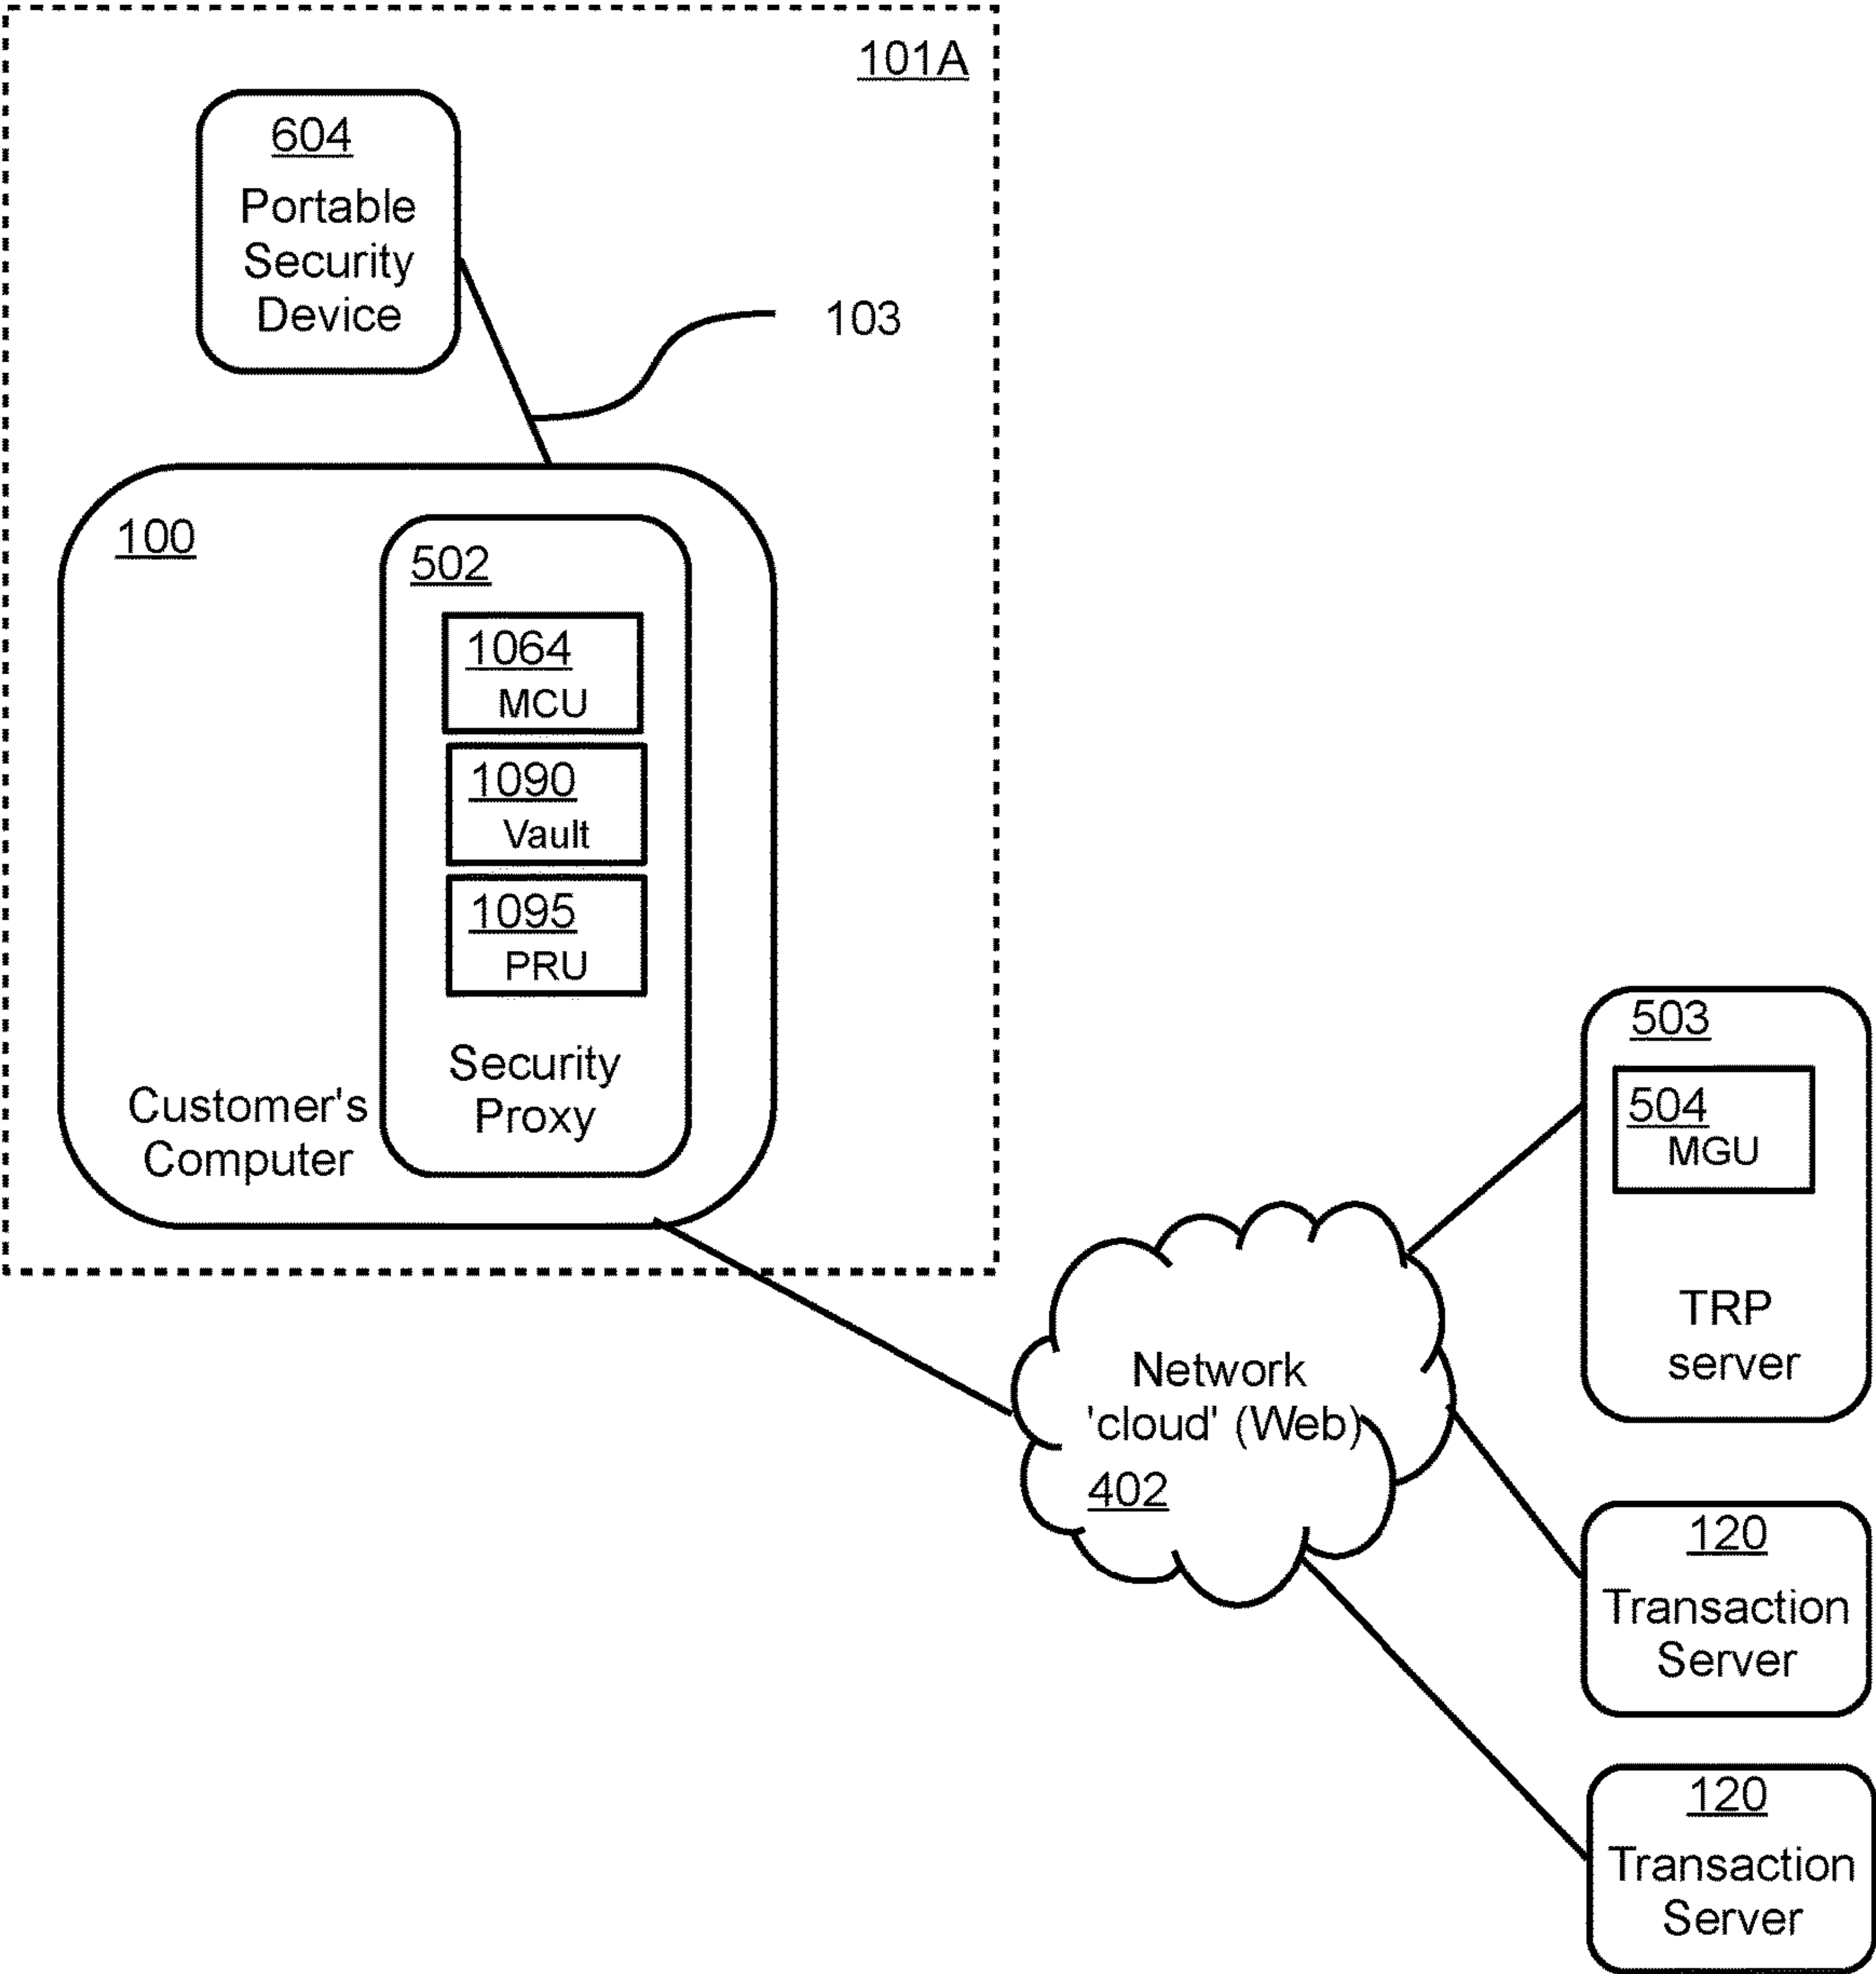 101A
604
Portable
Security
Device
103
100
502
1064
MCU
1090
Vault
1095
PRU
Security
Proxy
Customer's
Computer
503
504
MGU
TRP
server
Network
'cloud' (Web)
402
120
Transaction
Server
120
Transaction
Server